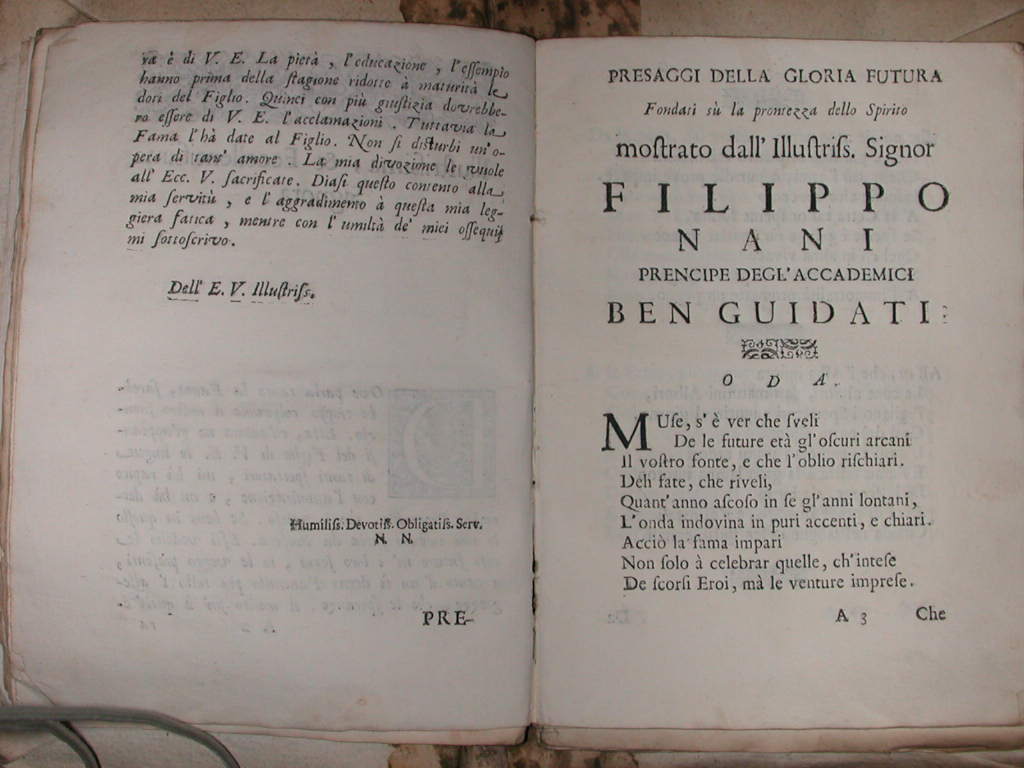 va è di V. E. La pietà, l'educazione, l'essempio
hanno prima della ſtagione ridotte à maturità le
doti del Figlio. Quinci con più giuſtizia dovrebbe-
ro eſſere di V. E. l'acclamazioni. Tuttavia la
Fama l'hà date al Figlio. Non ſi diſturbi un'o-
pera di tant' amore. La mia divozione le vuole
all' Ecc. V. ſacrificate. Diaſi queſto contento alla
mia ſervitù, e l'aggradimento à queſta mia leg-
giera fatica, mentre con l'umiltà de' miei oſſequij
mi ſottoſcrivo.
Dell' E. V. Illuſtriſs.
Humiliſs. Devotiſs. Obligatiſs. Serv.
N. N.
PRE-
PRESAGGI DELLA GLORIA FUTURA
Fondati sù la prontezza dello Spirito
moſtrato dall' Illuſtriſs. Signor
FILIPPO
NANI
PRENCIPE DEGL'ACCADEMICI
BEN GUIDATI:
ODA.
MUſe, s'è ver che ſveli
De le future età gl'oſcuri arcani
Il voſtro fonte, e che l'oblio riſchiari.
Deh fate, che riveli,
Quant'anno aſcoſo in ſe gl'anni lontani,
L'onda indovina in puri accenti, e chiari.
Acciò la fama impari
Non ſolo à celebrar quelle, ch'inteſe
De ſcorſi Eroi, mà le venture impreſe.
A 3 Che